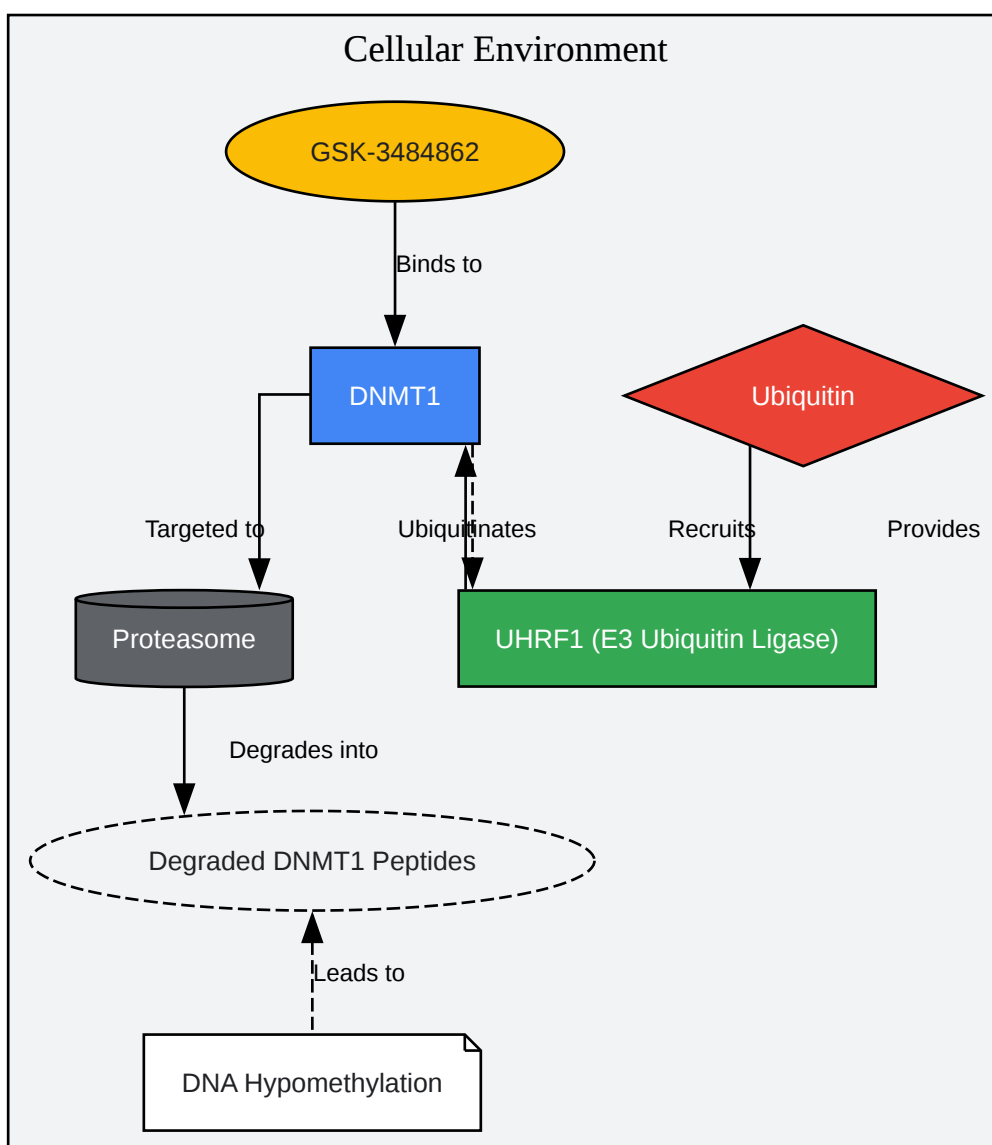 Cellular Environment
GSK-3484862
Binds to
DNMT1
Ubiquitin
Targeted to
Ubiquitinates
Recruits
Provides
Proteasome
UHRF1 (E3 Ubiquitin Ligase)
Degrades into
Degraded DNMT1 Peptides
Leads to
DNA Hypomethylation